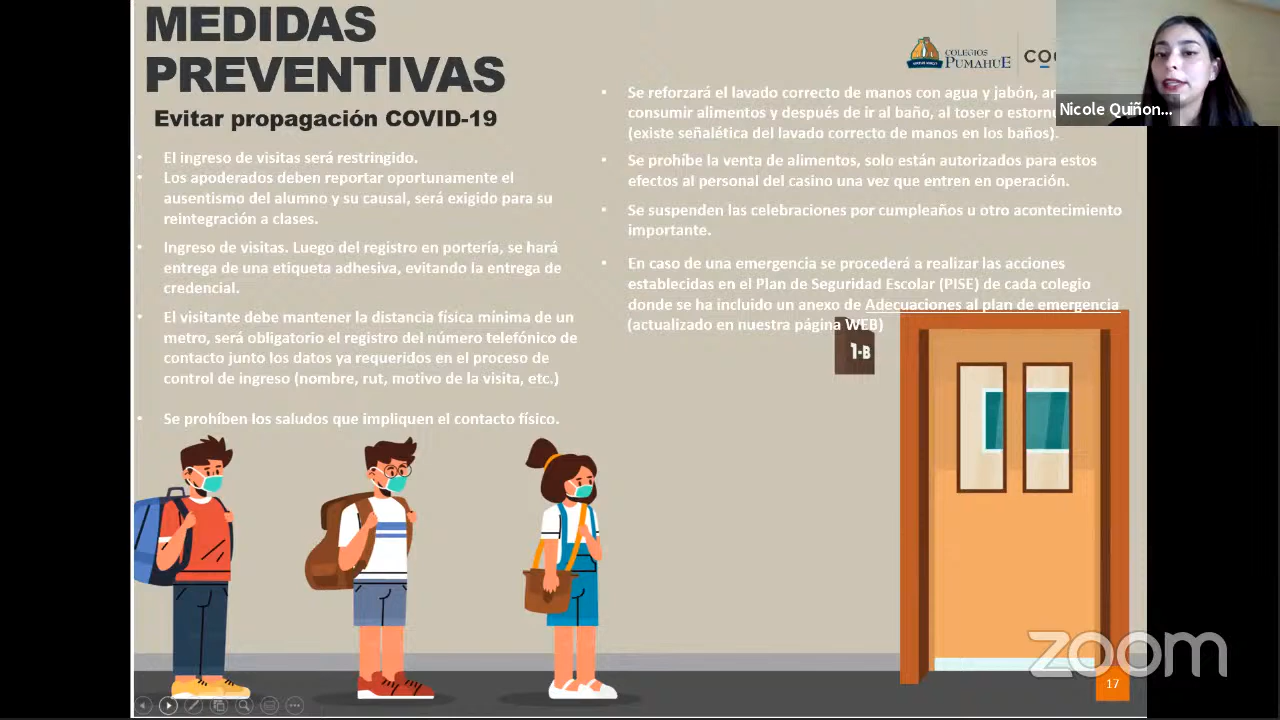 MEDIDAS
PREVENTIVAS
Evitar propagación COVID-19
El ingreso de visitas será restringido.
Los apoderados deben reportar oportunamente el
ausentismo del alumno y su causal, será exigido para su
reintegración a clases.
Ingreso de visitas. Luego del registro en portería, se hará
entrega de una etiqueta adhesiva, evitando la entrega de
credencial.
El visitante debe mantener la distancia física mínima de un
metro, será obligatorio el registro del número telefónico de
contacto junto los datos ya requeridos en el proceso de
control de ingreso (nombre, rut, motivo de la visita, etc.)
Se prohíben los saludos que impliquen el contacto físico.
COLEGIOS
PUMAHUE
Se reforzará el lavado correcto de manos con agua y jabón,
consumir alimentos y después de ir al baño, al toser o
(existe señalética del lavado correcto de manos en los baños).
Se prohíbe la venta de alimentos, solo están autorizados para estos
efectos al personal del casino una vez que entren en operación.
Se suspenden las celebraciones por cumpleaños u otro acontecimiento
importante.
En caso de una emergencia se procederá a realizar las acciones
establecidas en el Plan de Seguridad Escolar (PISE) de cada colegio
donde se ha incluido un anexo de Adecuaciones al plan de emergencia
(actualizado en nuestra página WEB)
1-B
Nicole Quiñon...
zoom
17